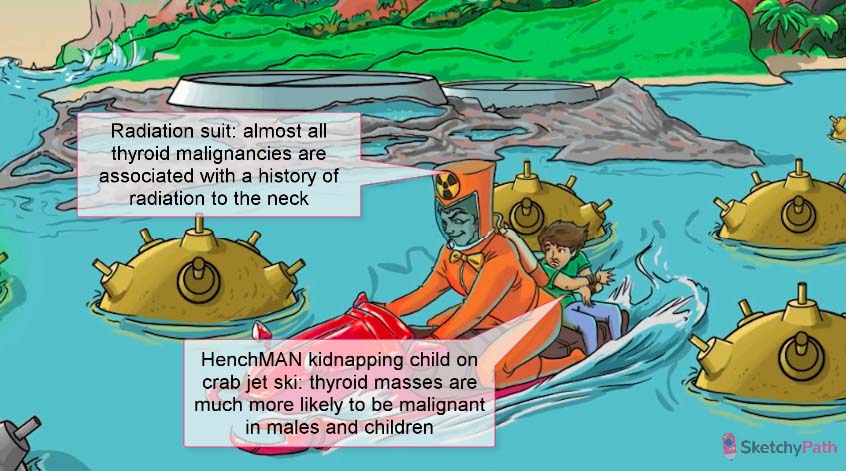 Radiation suit: almost all
thyroid malignancies are
associated with a history of
radiation to the neck
HenchMAN kidnapping child on
crab jet ski: thyroid masses are
much more likely to be malignant
in males and children
SketchyPath